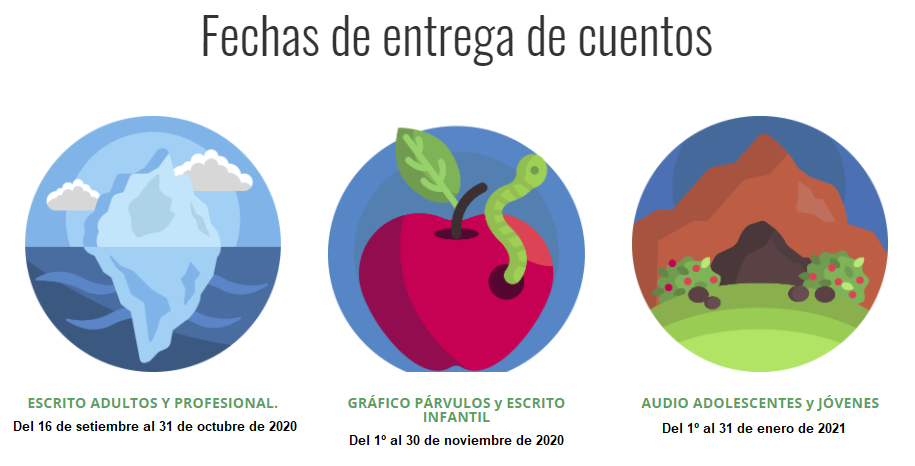 Fechas de entrega de cuentos
ESCRITO ADULTOS Y PROFESIONAL.
Del 16 de setiembre al 31 de octubre de 2020
GRÁFICO PÁRVULOS y ESCRITO
INFANTIL
Del 1º al 30 de noviembre de 2020
AUDIO ADOLESCENTES y JÓVENES
Del 1º al 31 de enero de 2021